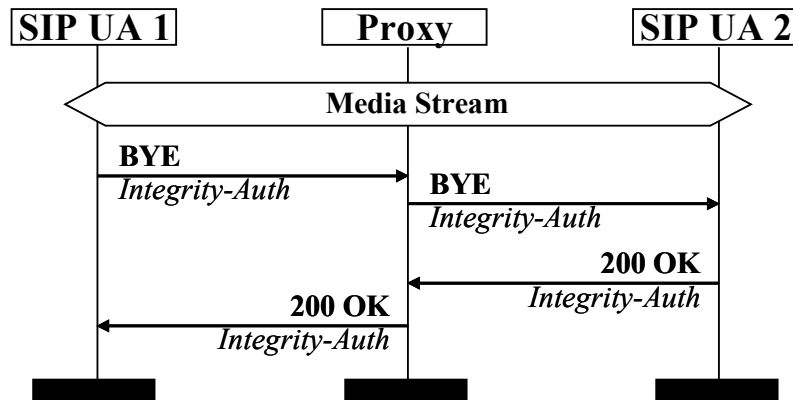 SIP UA 1
Proxy
SIP UA 2
Media Stream
BYE
Integrity-Auth
BYE
Integrity-Auth
200 OK
Integrity-Auth
200 OK
Integrity-Auth